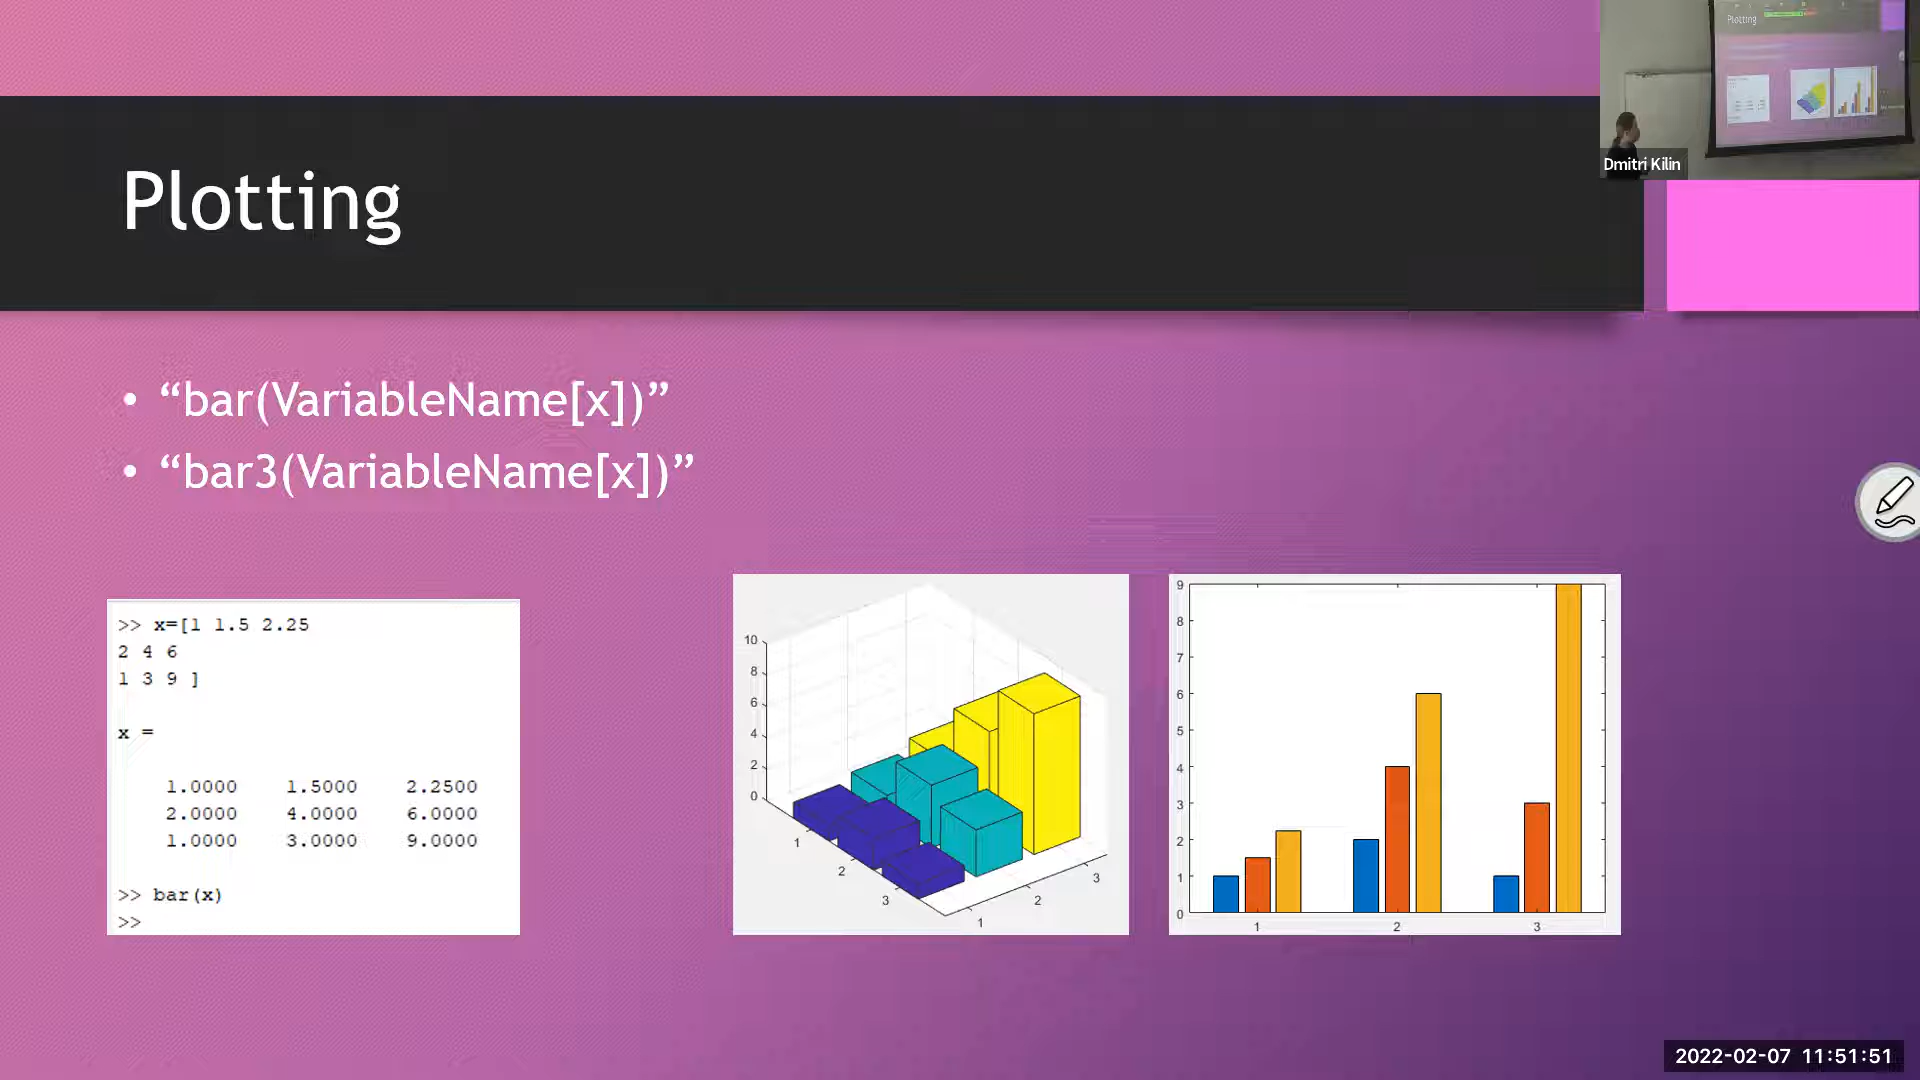 Plotting
Plotting
Dmitri Kilin
• “bar(VariableName[x])”
• “bar3(VariableName[x])”
>> x=[1 1.5 2.25
2 4 6
1 3 9 ]
x =
1.0000 1.5000 2.2500
2.0000 4.0000 6.0000
1.0000 3.0000 9.0000
>> bar(x)
>>
10
8
6
4
2
0
1
2
3
1
2
3
9
8
7
6
5
4
3
2
1
0
1 2 3
2022-02-07 11:51:51